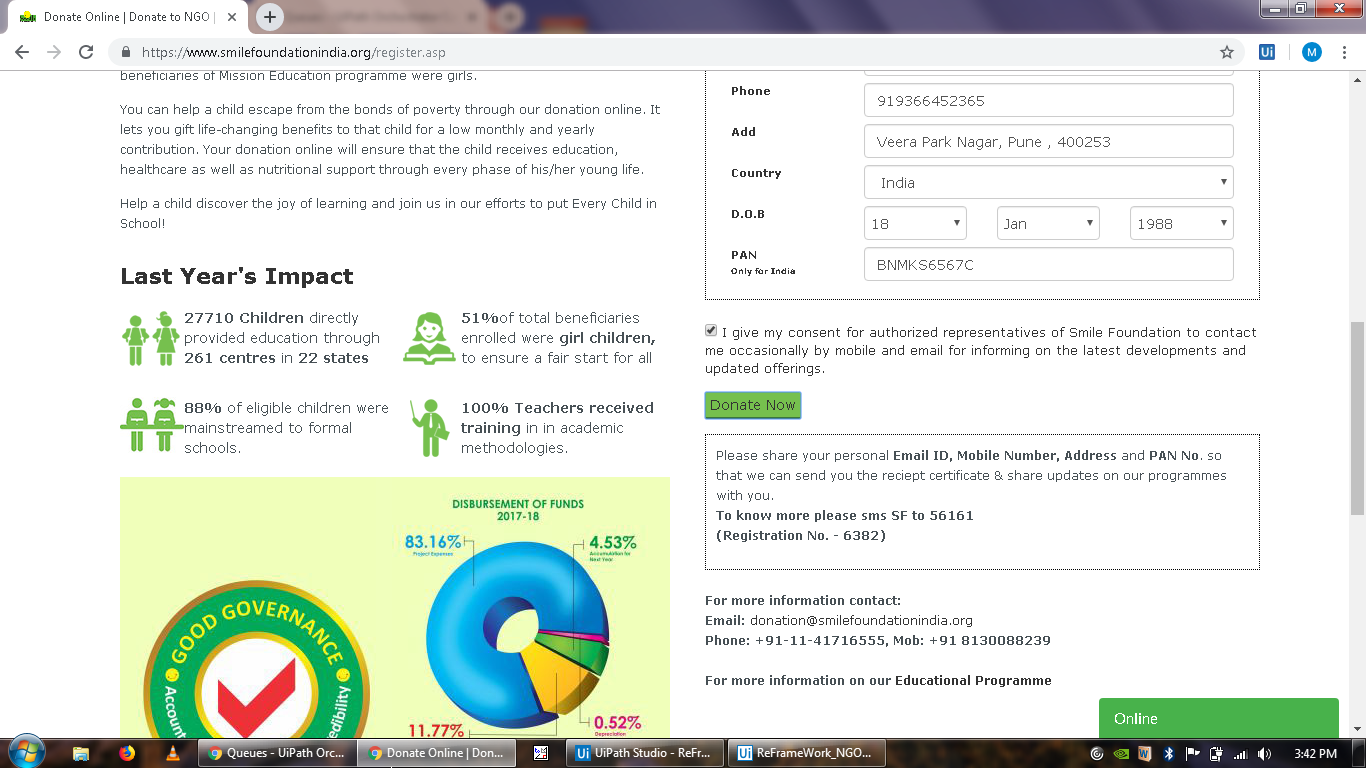 Donate Online | Donate to NGO |
https://www.smilefoundationindia.org/register.asp
Ui
M
beneficiaries of Mission Education programme were girls.
You can help a child escape from the bonds of poverty through our donation online. It
lets you gift life-changing benefits to that child for a low monthly and yearly
contribution. Your donation online will ensure that the child receives education,
healthcare as well as nutritional support through every phase of his/her young life.
Help a child discover the joy of learning and join us in our efforts to put Every Child in
School!
Last Year's Impact
27710 Children directly
provided education through
261 centres in 22 states
51%of total beneficiaries
enrolled were girl children,
to ensure a fair start for all
88% of eligible children were
mainstreamed to formal
schools.
100% Teachers received
training in in academic
methodologies.
GOOD GOVERNANCE
DISBURSEMENT OF FUNDS
2017-18
83.16%
Project Expenses
4.53%
Accumulation for
Next Year
11.77%
0.52%
Depreciation
Phone
919366452365
Add
Veera Park Nagar, Pune , 400253
Country
India
D.O.B
18
Jan
1988
PAN
Only for India
BNMKS6567C
I give my consent for authorized representatives of Smile Foundation to contact
me occasionally by mobile and email for informing on the latest developments and
updated offerings.
Donate Now
Please share your personal Email ID, Mobile Number, Address and PAN No. so
that we can send you the reciept certificate & share updates on our programmes
with you.
To know more please sms SF to 56161
(Registration No. - 6382)
For more information contact:
Email: donation@smilefoundationindia.org
Phone: +91-11-41716555, Mob: +91 8130088239
For more information on our Educational Programme
Online
Queues - UiPath Orc...
Donate Online | Don...
Ui
UiPath Studio - ReFr...
Ui
ReFrameWork_NGO...
3:42 PM